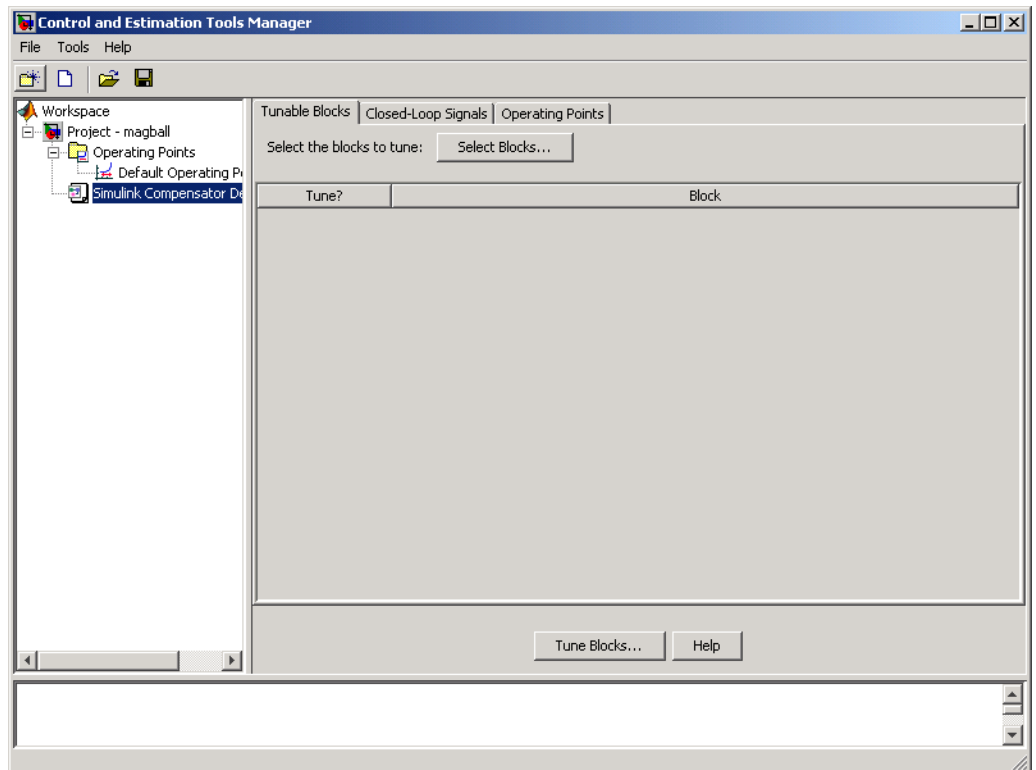 Control and Estimation Tools Manager
File Tools Help
Workspace
Project - magball
Operating Points
Default Operating P
Simulink Compensator De
Tunable Blocks Closed-Loop Signals Operating Points
Select the blocks to tune: Select Blocks...
Tune? Block
Tune Blocks... Help